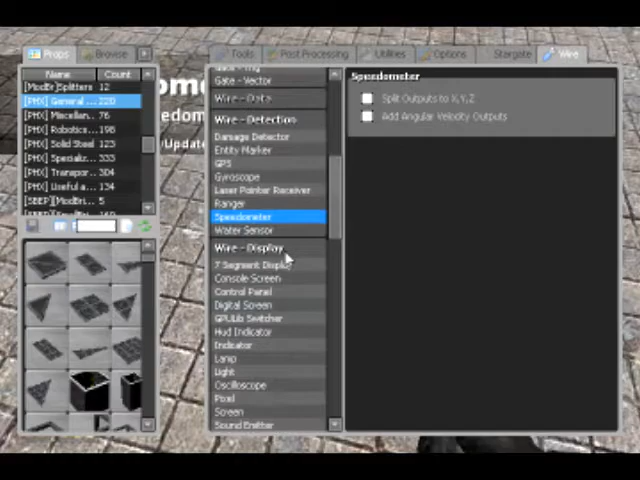 Props
Browse
Tools
Post Processing
Utilities
Options
Stargate
Wire
Name Count
[ModBr]Splitters 12
[PHX] General ... 220
[PHX] Miscellan... 76
[PHX] Robotics... 198
[PHX] Solid Steel 123
[PHX] Specializ... 333
[PHX] Transpor... 304
[PHX] Useful a... 134
[SBEP][ModBri... 5
Gate - Vector
Wire - Data
Wire - Detection
Damage Detector
Entity Marker
GPS
Gyroscope
Laser Pointer Receiver
Ranger
Speedometer
Water Sensor
Wire - Display
7 Segment Display
Console Screen
Control Panel
Digital Screen
GPULib Switcher
Hud Indicator
Indicator
Lamp
Light
Oscilloscope
Pixel
Screen
Sound Emitter
Speedometer
Split Outputs to X,Y,Z
Add Angular Velocity Outputs